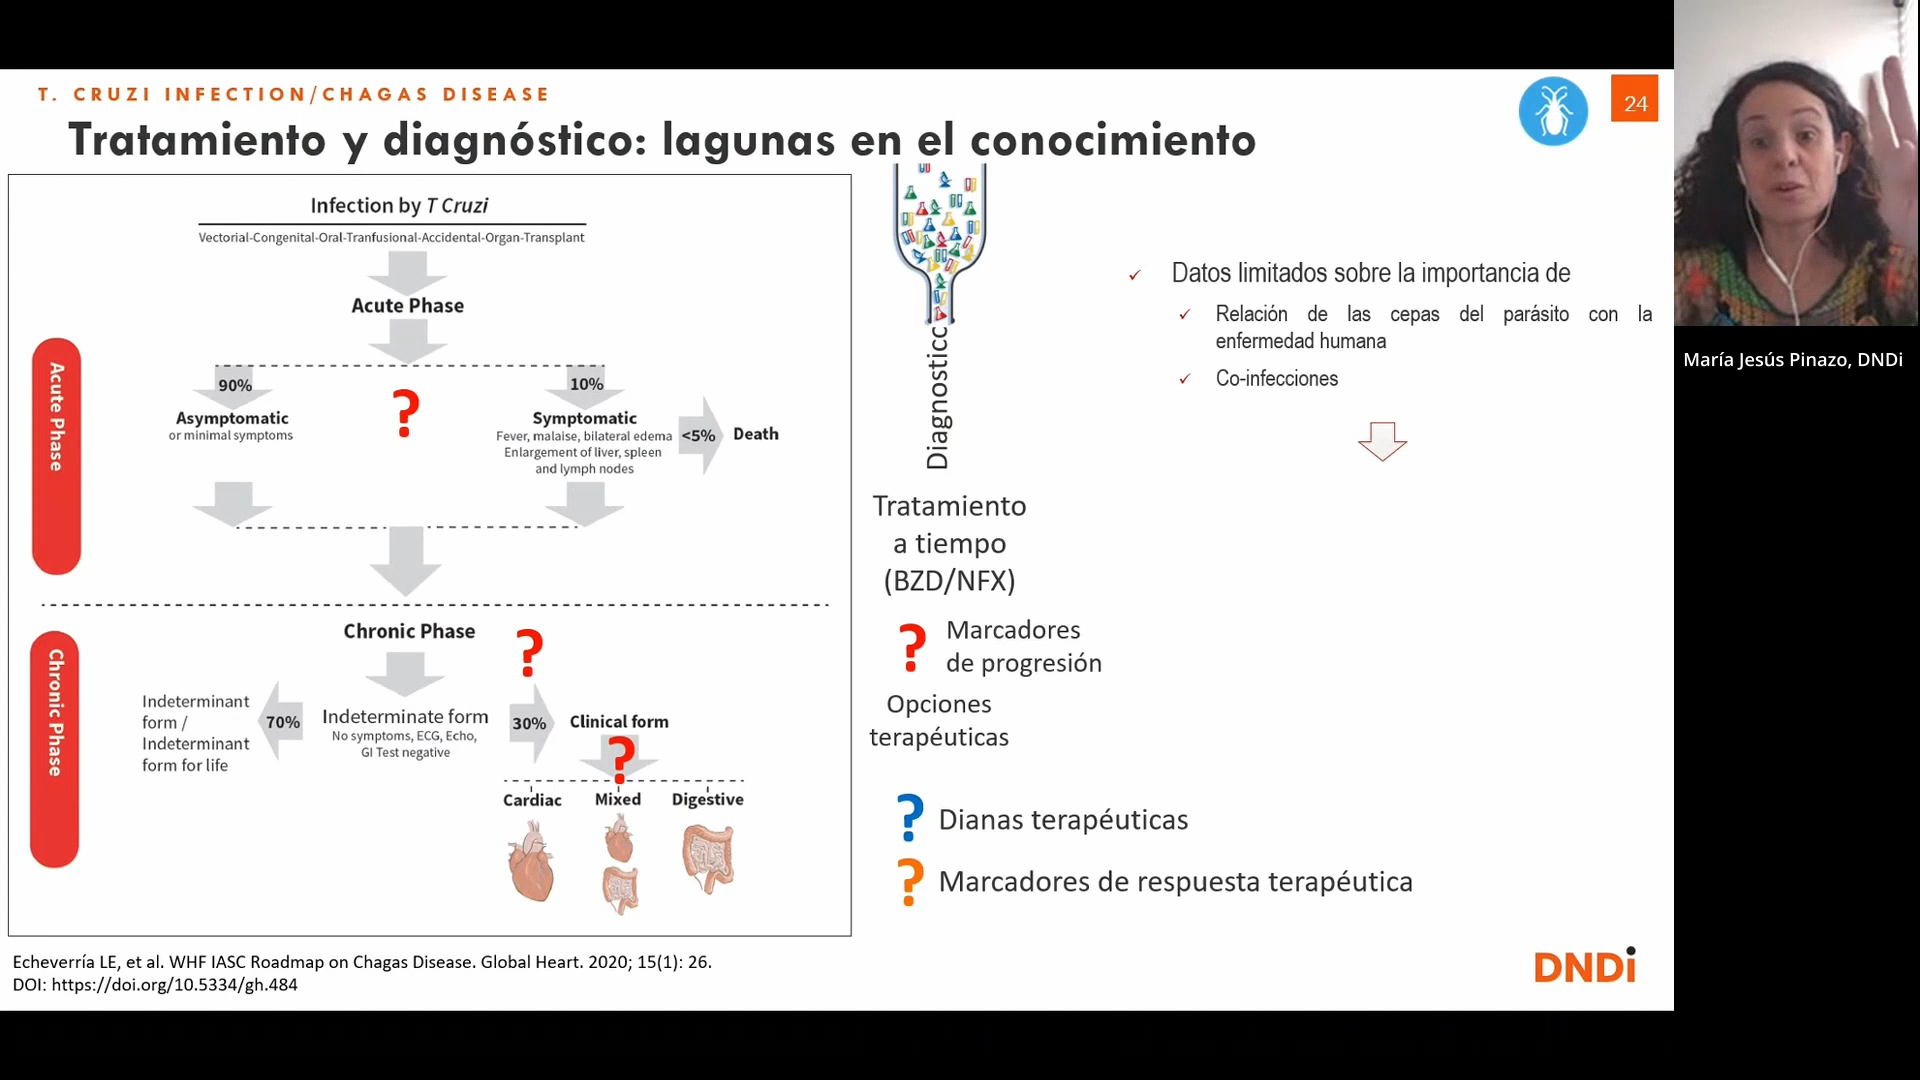 T. CRUZI INFECTION/CHAGAS DISEASE
24
Tratamiento y diagnóstico: lagunas en el conocimiento
Infection by T Cruzi
Vectorial-Congenital-Oral-Tranfusional-Accidental-Organ-Transplant
Acute Phase
Acute Phase
90%
10%
Asymptomatic
or minimal symptoms
?
Symptomatic
Fever, malaise, bilateral edema
Enlargement of liver, spleen
and lymph nodes
<5%
Death
Chronic Phase
Chronic Phase
?
Indeterminant
form /
Indeterminant
form for life
70%
Indeterminate form
No symptoms, ECG, Echo,
GI Test negative
30%
Clinical form
?
Cardiac
Mixed
Digestive
Diagnosticc
Tratamiento
a tiempo
(BZD/NFX)
? Marcadores
de progresión
Opciones
terapéuticas
? Dianas terapéuticas
? Marcadores de respuesta terapéutica
✓ Datos limitados sobre la importancia de
✓ Relación de las cepas del parásito con la
enfermedad humana
✓ Co-infecciones
Echeverría LE, et al. WHF IASC Roadmap on Chagas Disease. Global Heart. 2020; 15(1): 26.
DOI: https://doi.org/10.5334/gh.484
DNDi
María Jesús Pinazo, DNDi